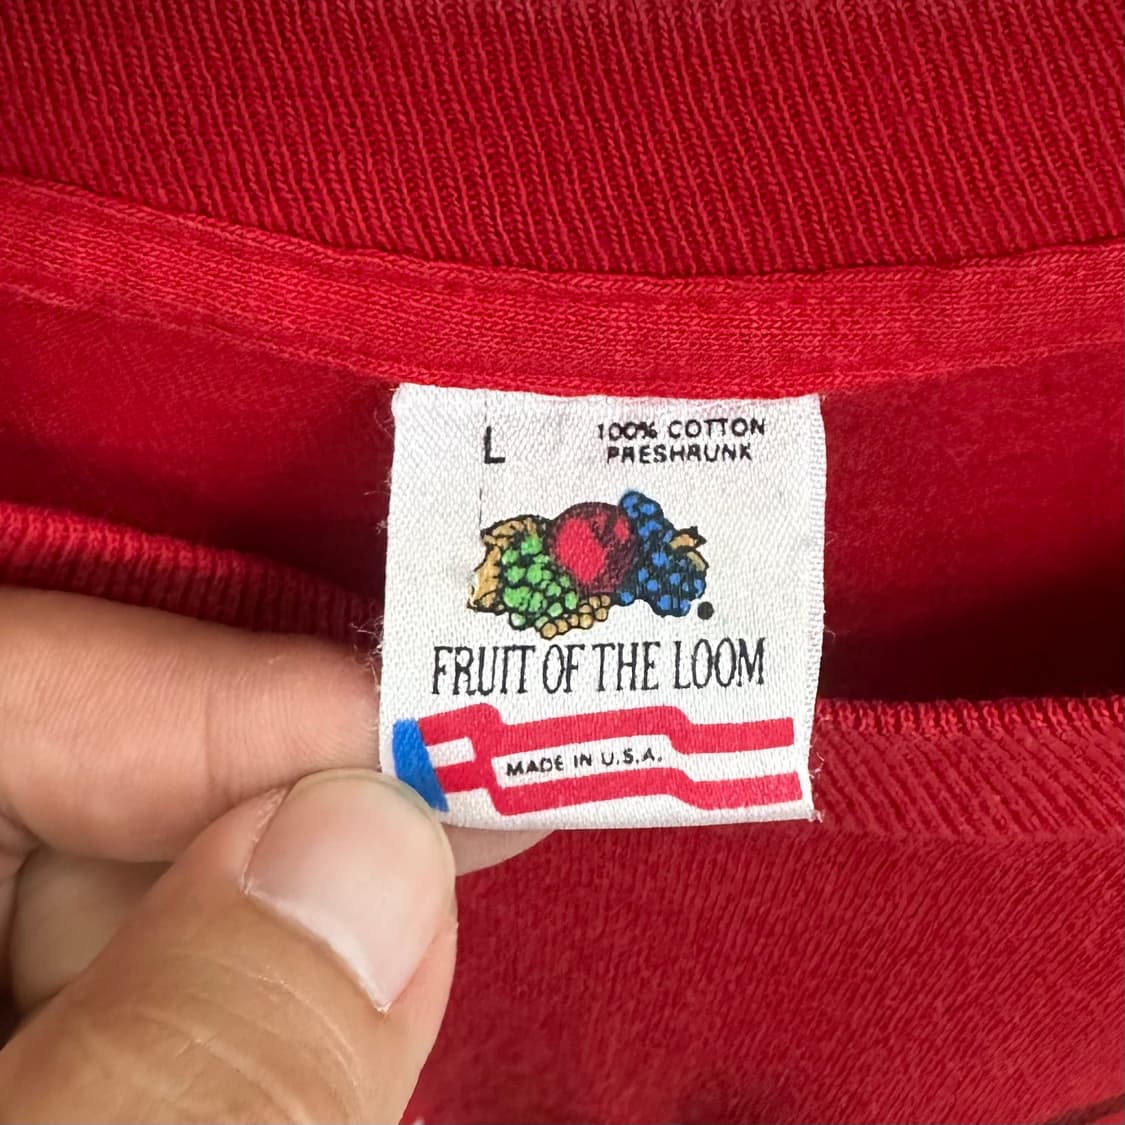 L
100% COTTON
PRESHRUNK
FRUIT OF THE LOOM
MADE IN U.S.A.